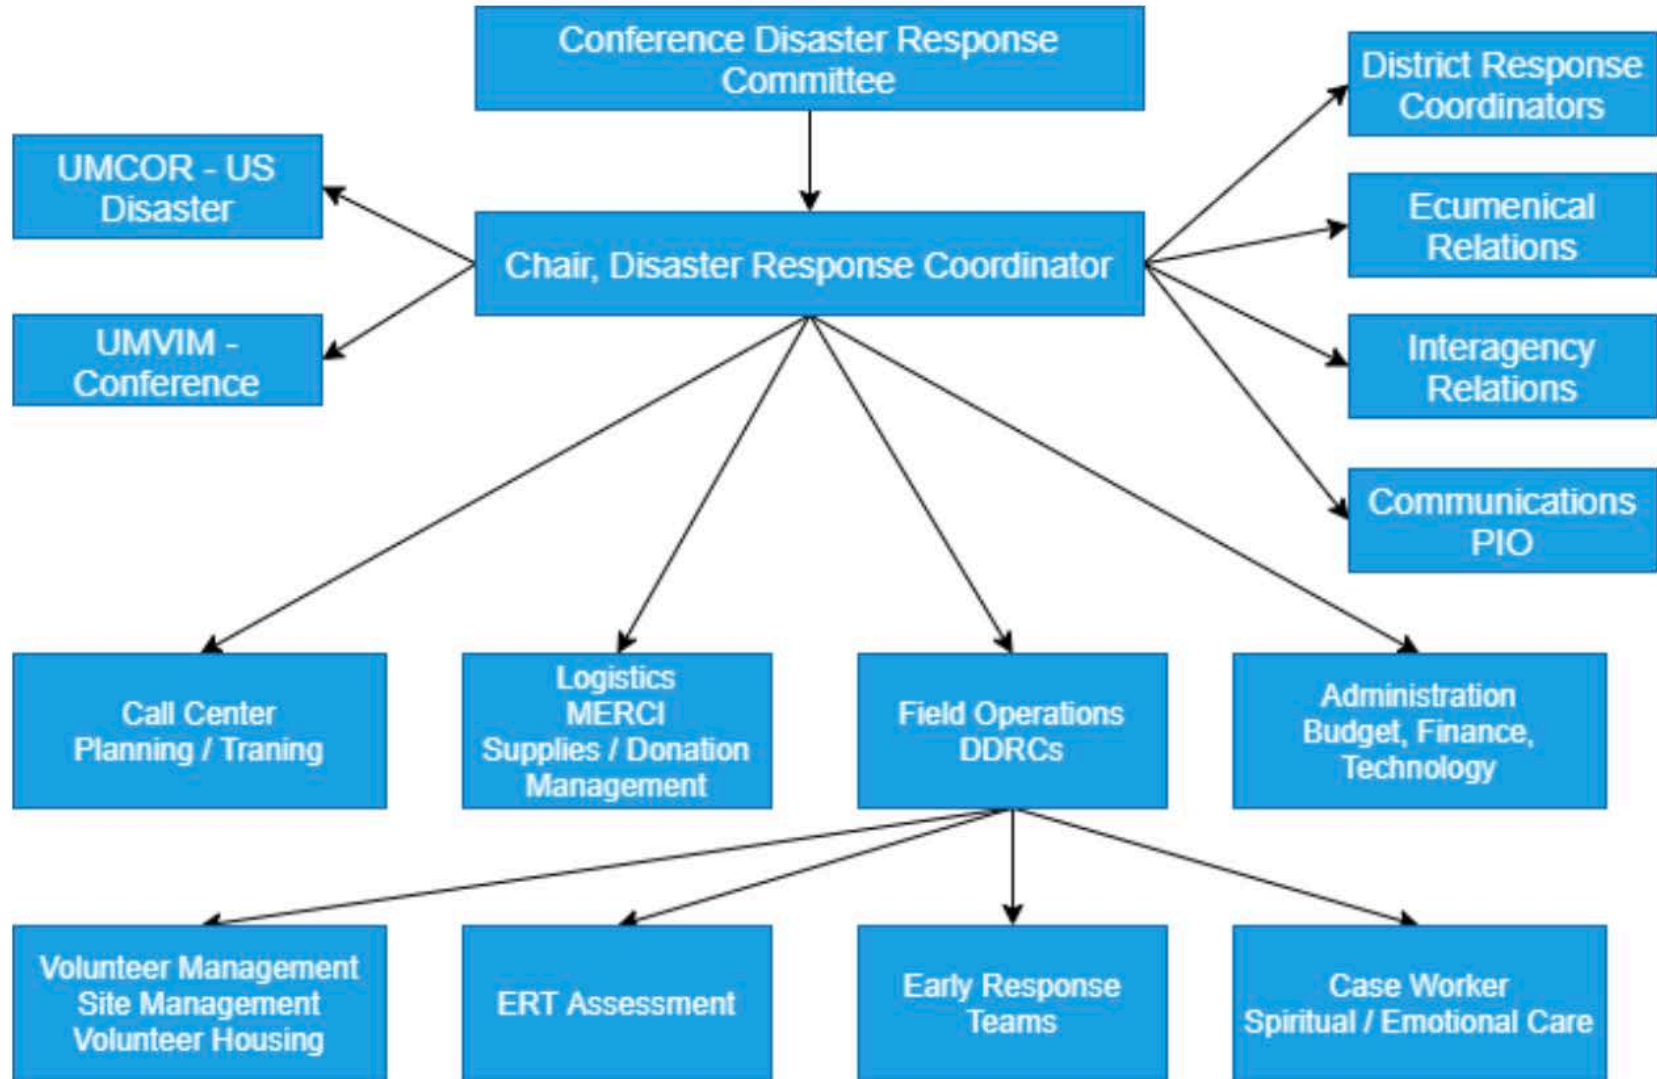 Conference Disaster Response
Committee
District Response
Coordinators
UMCOR - US
Disaster
Ecumenical
Relations
Chair, Disaster Response Coordinator
UMVIM -
Conference
Interagency
Relations
Communications
PIO
Call Center
Planning / Traning
Logistics
MERCI
Supplies / Donation
Management
Field Operations
DDRCs
Administration
Budget, Finance,
Technology
Volunteer Management
Site Management
Volunteer Housing
ERT Assessment
Early Response
Teams
Case Worker
Spiritual / Emotional Care